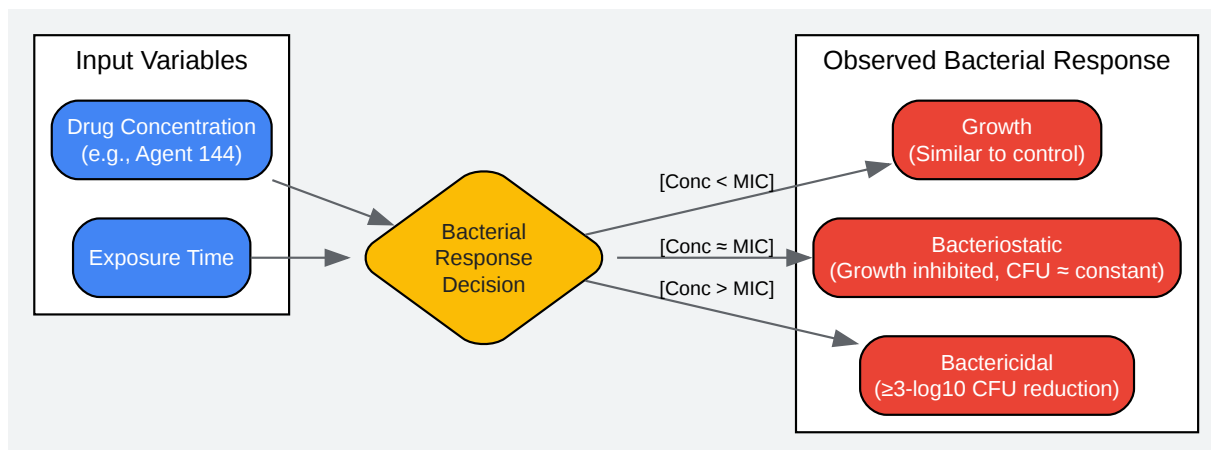 Input Variables
Drug Concentration
(e.g., Agent 144)
Exposure Time
Bacterial
Response
Decision
[Conc < MIC]
[Conc ≈ MIC]
[Conc > MIC]
Observed Bacterial Response
Growth
(Similar to control)
Bacteriostatic
(Growth inhibited, CFU ≈ constant)
Bactericidal
(≥3-log10 CFU reduction)